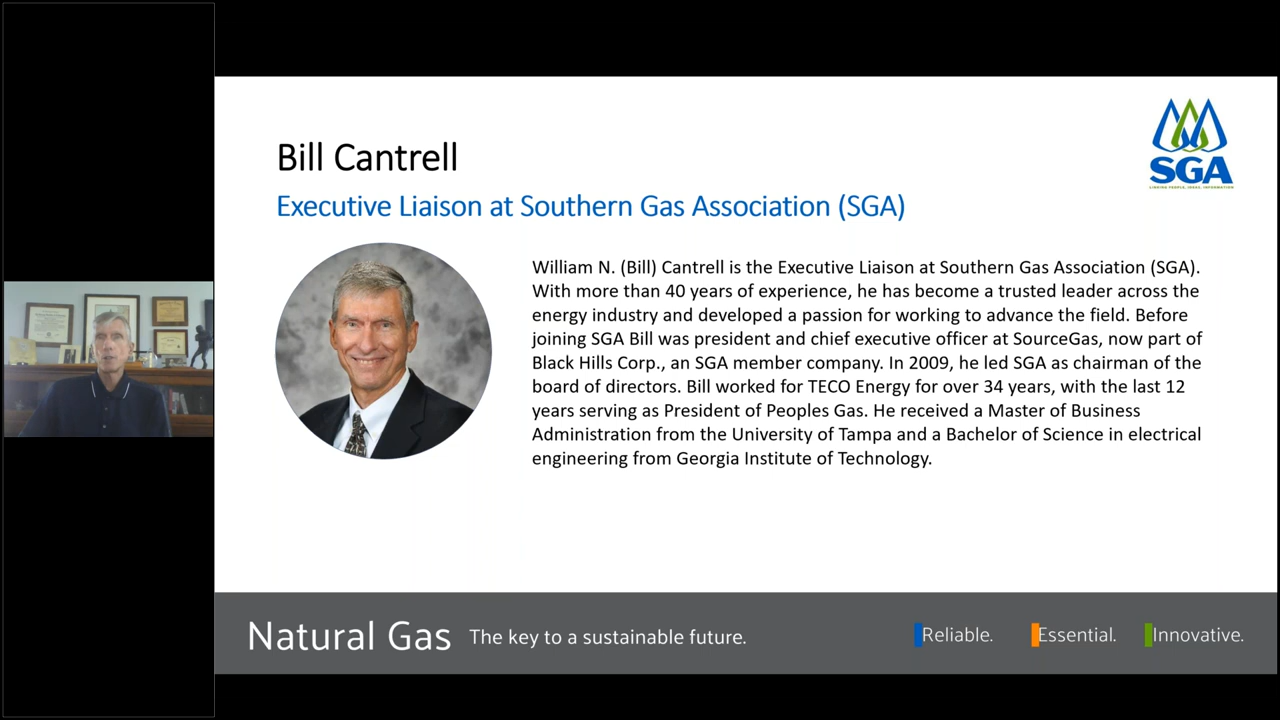 Bill Cantrell
Executive Liaison at Southern Gas Association (SGA)
SGA
LINKING PEOPLE, IDEAS, INFORMATION
William N. (Bill) Cantrell is the Executive Liaison at Southern Gas Association (SGA).
With more than 40 years of experience, he has become a trusted leader across the
energy industry and developed a passion for working to advance the field. Before
joining SGA Bill was president and chief executive officer at SourceGas, now part of
Black Hills Corp., an SGA member company. In 2009, he led SGA as chairman of the
board of directors. Bill worked for TECO Energy for over 34 years, with the last 12
years serving as President of Peoples Gas. He received a Master of Business
Administration from the University of Tampa and a Bachelor of Science in electrical
engineering from Georgia Institute of Technology.
Natural Gas The key to a sustainable future.
Reliable. Essential. Innovative.